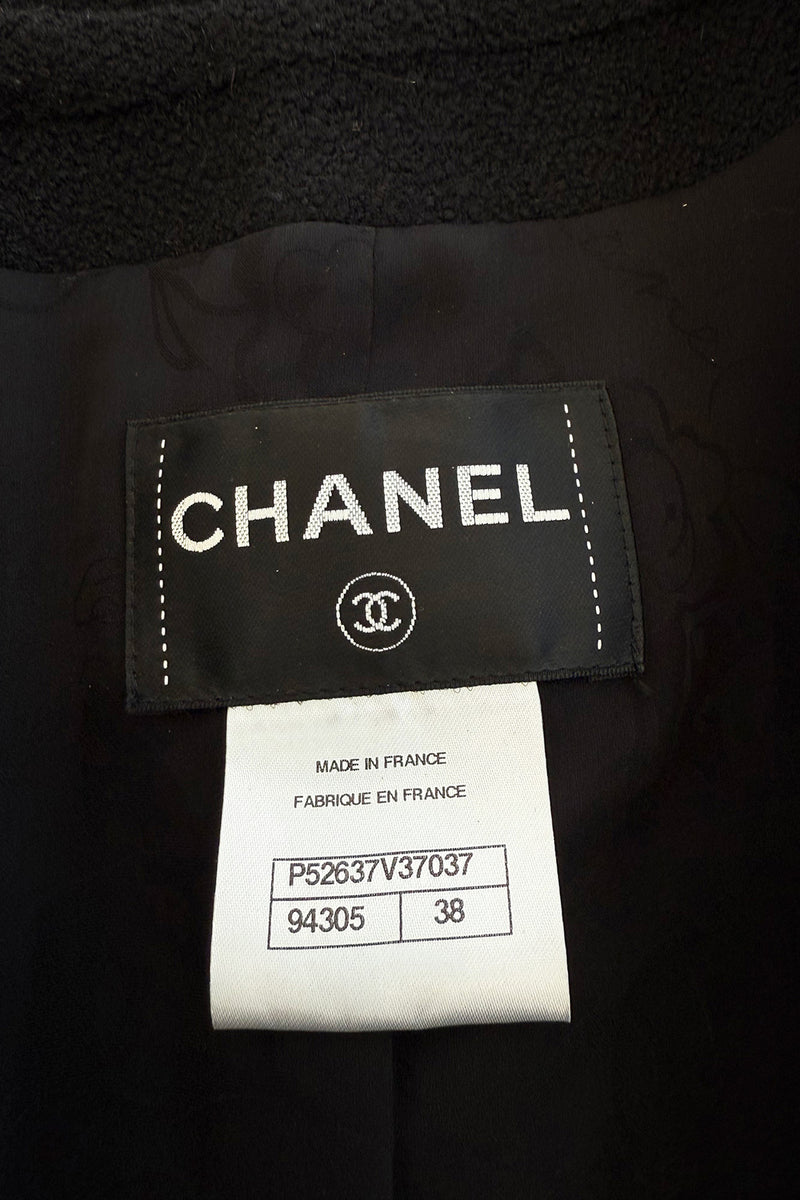 CHANEL
MADE IN FRANCE
FABRIQUE EN FRANCE
P52637V37037
94305 38